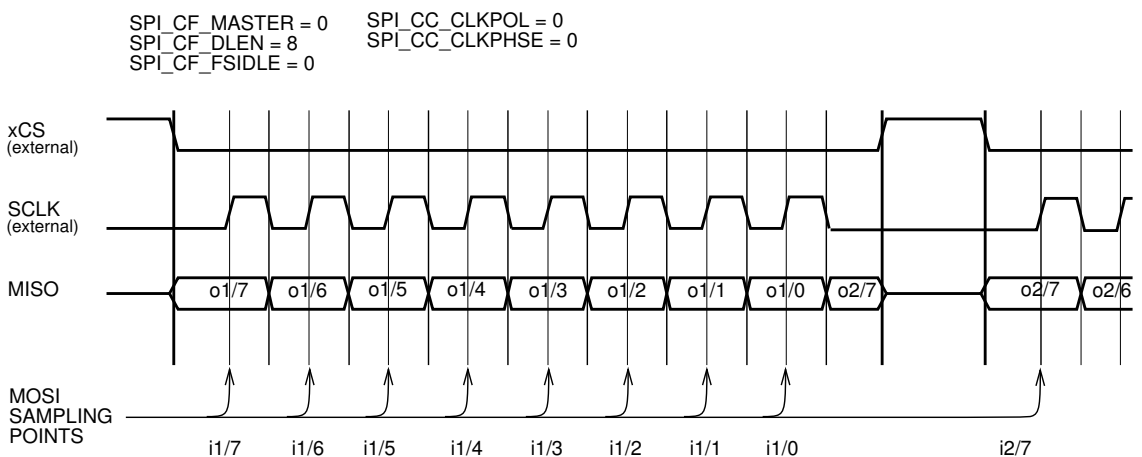 SPI_CF_MASTER = 0
SPI_CF_DLEN = 8
SPI_CF_FSIDLE = 0
SPI_CC_CLKPOL = 0
SPI_CC_CLKPHSE = 0
xCS
(external)
SCLK
(external)
MISO
o1/7 o1/6 o1/5 o1/4 o1/3 o1/2 o1/1 o1/0 o2/7 o2/7 o2/6
MOSI
SAMPLING
POINTS
i1/7 i1/6 i1/5 i1/4 i1/3 i1/2 i1/1 i1/0 i2/7